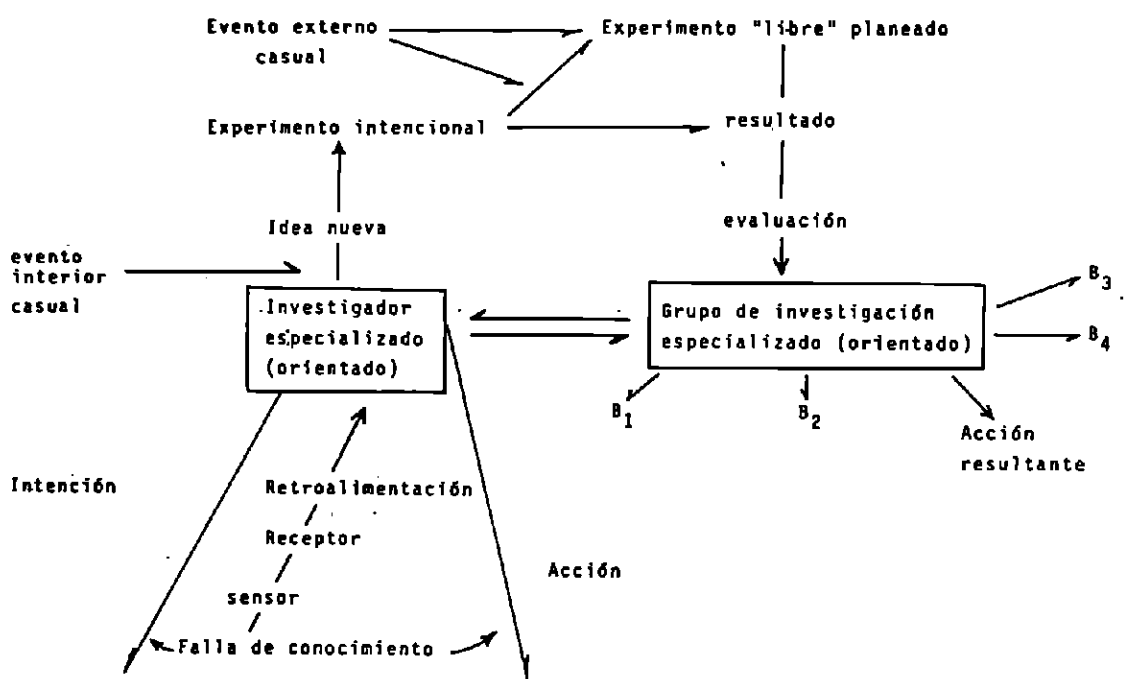 Evento externo
casual
Experimento "libre" planeado
Experimento intencional
resultado
Idea nueva
evaluación
evento
interior
casual
Investigador
especializado
(orientado)
Grupo de investigación
especializado (orientado)
B3
B4
B1
B2
Acción
resultante
Intención
Retroalimentación
Receptor
Acción
sensor
Falla de conocimiento